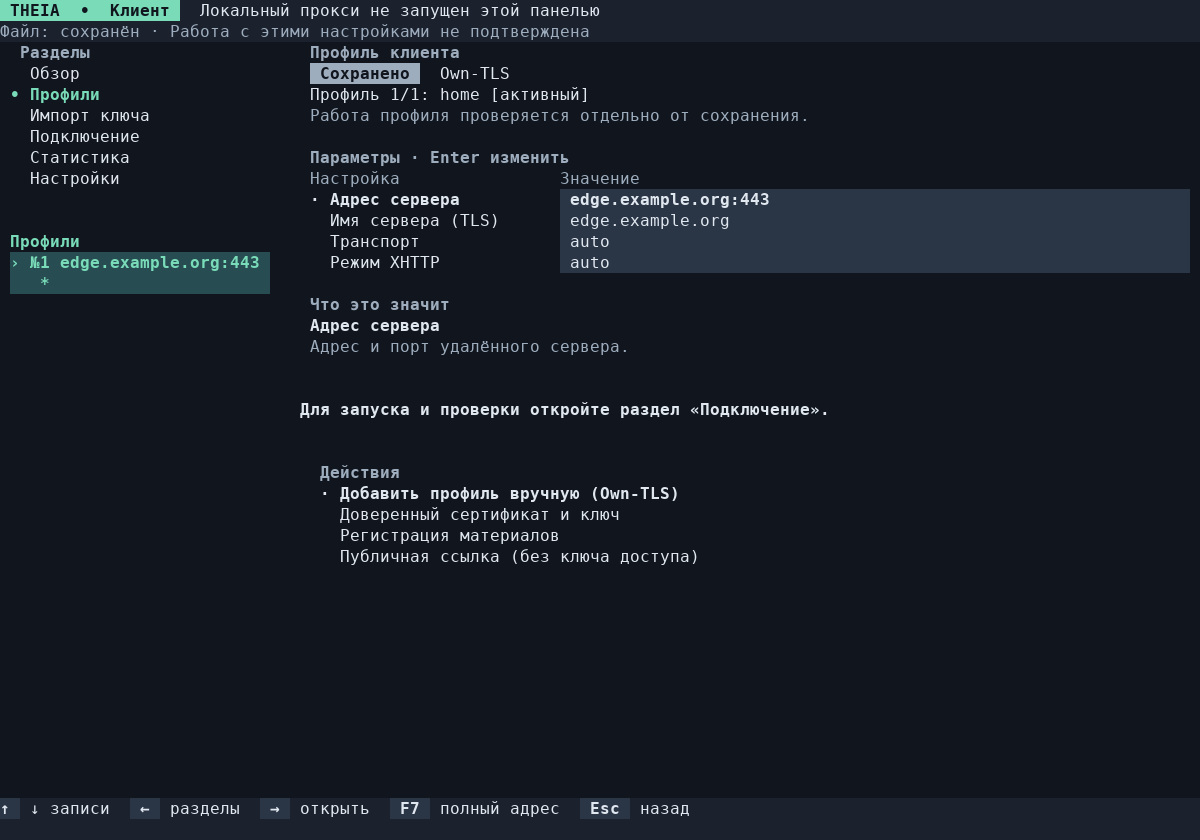 THEIA • Клиент Локальный прокси не запущен этой панелью
Файл: сохранён · Работа с этими настройками не подтверждена
Разделы
Обзор
• Профили
Импорт ключа
Подключение
Статистика
Настройки
Профили
› №1 edge.example.org:443
*
Профиль клиента
Сохранено Own-TLS
Профиль 1/1: home [активный]
Работа профиля проверяется отдельно от сохранения.
Параметры · Enter изменить
Настройка Значение
· Адрес сервера edge.example.org:443
Имя сервера (TLS) edge.example.org
Транспорт auto
Режим XHTTP auto
Что это значит
Адрес сервера
Адрес и порт удалённого сервера.
Для запуска и проверки откройте раздел «Подключение».
Действия
· Добавить профиль вручную (Own-TLS)
Доверенный сертификат и ключ
Регистрация материалов
Публичная ссылка (без ключа доступа)
↑ ↓ записи ← разделы → открыть F7 полный адрес Esc назад